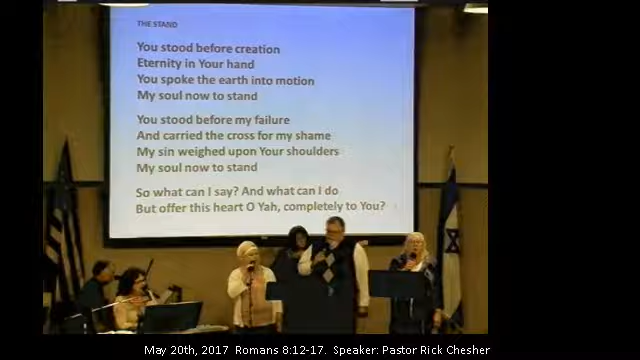 THE STAND
You stood before creation
Eternity in Your hand
You spoke the earth into motion
My soul now to stand
You stood before my failure
And carried the cross for my shame
My sin weighed upon Your shoulders
My soul now to stand
So what can I say? And what can I do
But offer this heart O Yah, completely to You?
May 20th, 2017 Romans 8:12-17. Speaker: Pastor Rick Chesher